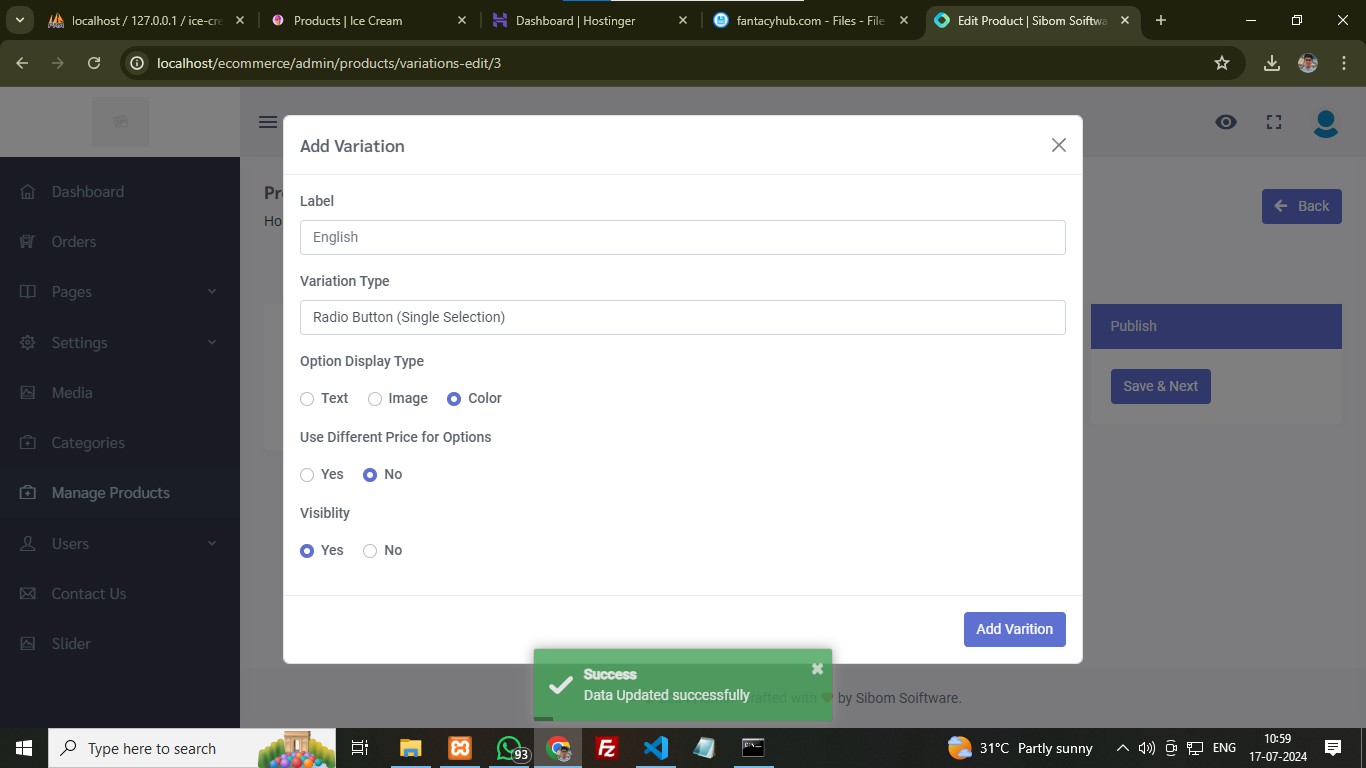 localhost / 127.0.0.1 / ice-cre
Products | Ice Cream
Dashboard | Hostinger
fantacyhub.com - Files - File
Edit Product | Sibom Soiftwa
localhost/ecommerce/admin/products/variations-edit/3
Add Variation
Dashboard
Orders
Pages
Settings
Media
Categories
Manage Products
Users
Contact Us
Slider
Back
Label
English
Variation Type
Radio Button (Single Selection)
Option Display Type
Text Image Color
Use Different Price for Options
Yes No
Visiblity
Yes No
Publish
Save & Next
Add Varition
Success
Data Updated successfully
by Sibom Soiftware.
Type here to search
93
31°C Partly sunny
ENG
10:59
17-07-2024